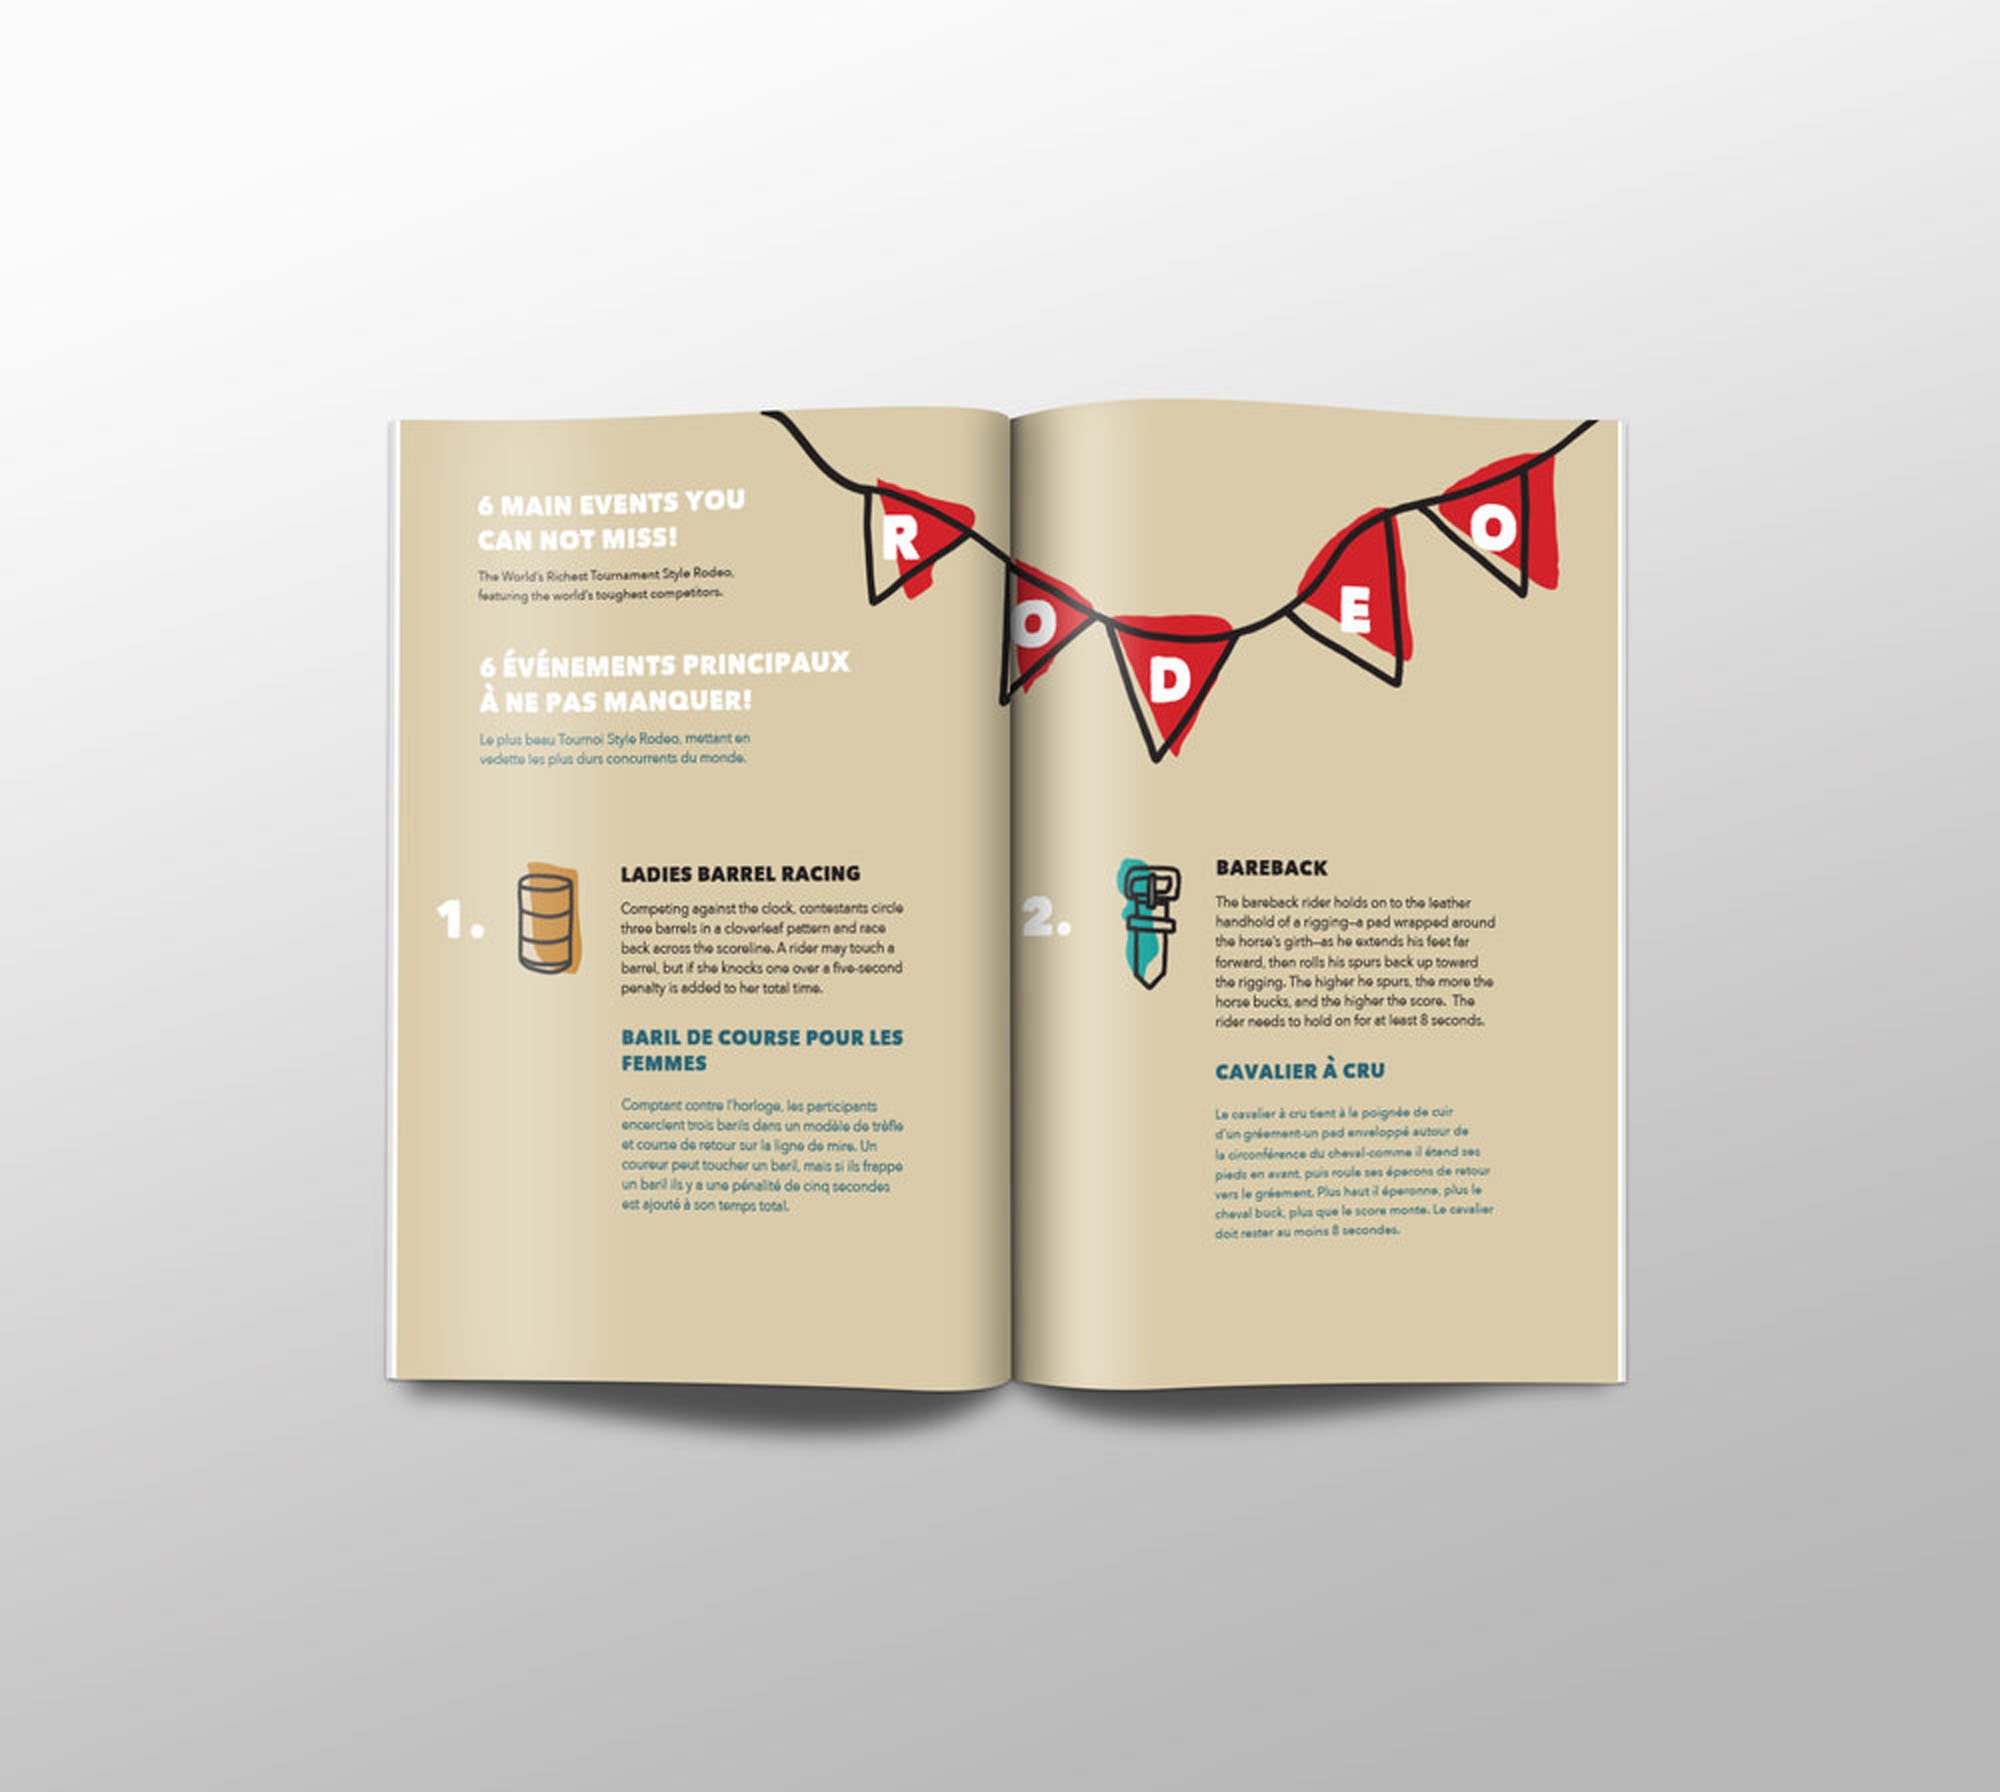 6 MAIN EVENTS YOU
CAN NOT MISS!
The World's Richest Tournament Style Rodeo,
featuring the world's toughest competitors.
6 ÉVÉNEMENTS PRINCIPAUX
À NE PAS MANQUER!
Le plus beau Tournoi Style Rodeo, mettant en
vedette les plus durs concurrents du monde.
R O D E O
1.
LADIES BARREL RACING
Competing against the clock, contestants circle
three barrels in a cloverleaf pattern and race
back across the scoreline. A rider may touch a
barrel, but if she knocks one over a five-second
penalty is added to her total time.
BARIL DE COURSE POUR LES
FEMMES
Comptant contre l'horloge, les participants
encerclent trois barils dans un modèle de trèfle
et course de retour sur la ligne de mire. Un
coureur peut toucher un baril, mais si ils frappe
un baril ils y a une pénalité de cinq secondes
est ajouté à son temps total.
2.
BAREBACK
The bareback rider holds on to the leather
handhold of a rigging–a pad wrapped around
the horse's girth–as he extends his feet far
forward, then rolls his spurs back up toward
the rigging. The higher he spurs, the more the
horse bucks, and the higher the score. The
rider needs to hold on for at least 8 seconds.
CAVALIER À CRU
Le cavalier à cru tient à la poignée de cuir
d'un gréement-un pad enveloppé autour de
la circonférence du cheval-comme il étend ses
pieds en avant, puis roule ses éperons de retour
vers le gréement. Plus haut il éperonne, plus le
cheval buck, plus que le score monte. Le cavalier
doit rester au moins 8 secondes.